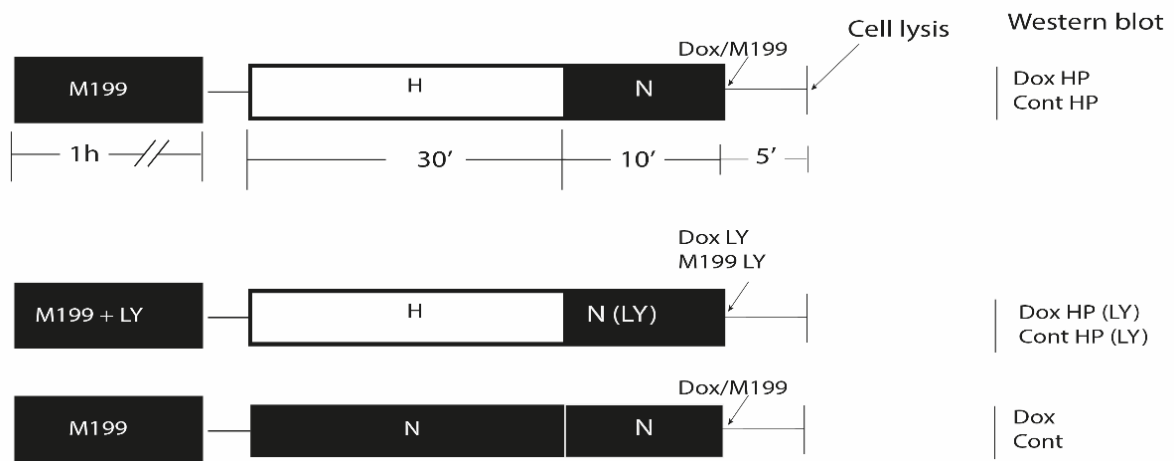 Western blot
Cell lysis
Dox/M199
M199
H
N
Dox HP
Cont HP
1h
30’
10’
5’
Dox LY
M199 LY
M199 + LY
H
N (LY)
Dox HP (LY)
Cont HP (LY)
Dox/M199
M199
N
N
Dox
Cont